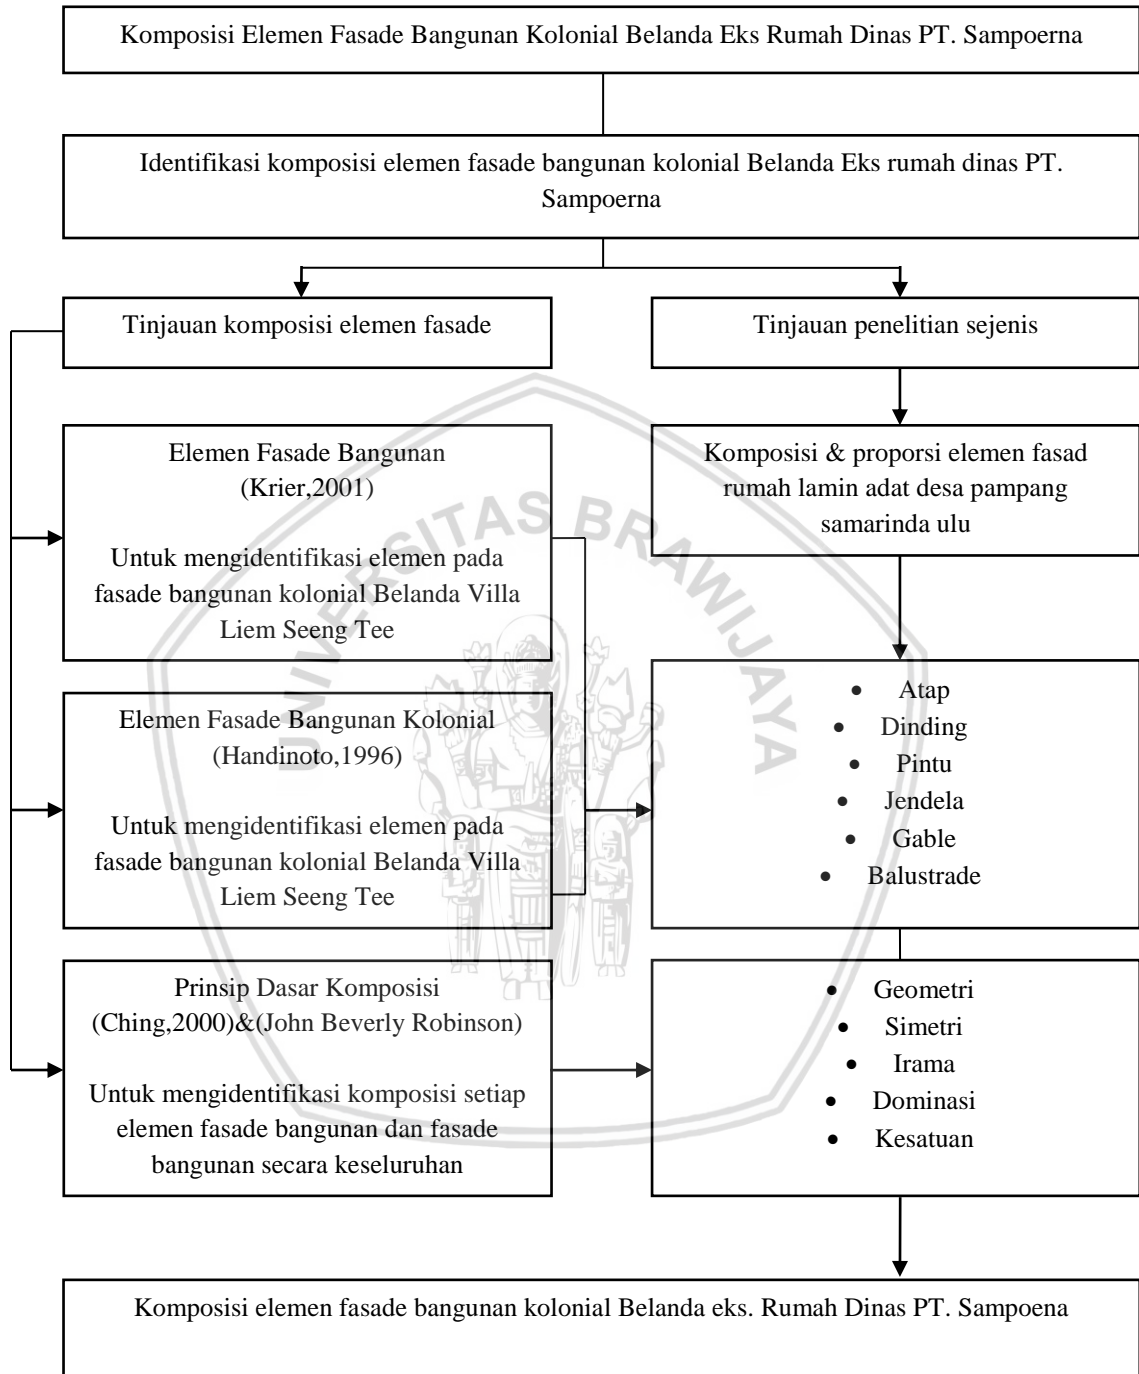 Komposisi Elemen Fasade Bangunan Kolonial Belanda Eks Rumah Dinas PT. Sampoerna
Identifikasi komposisi elemen fasade bangunan kolonial Belanda Eks rumah dinas PT.
Sampoerna
Tinjauan komposisi elemen fasade
Tinjauan penelitian sejenis
Elemen Fasade Bangunan
(Krier,2001)
Untuk mengidentifikasi elemen pada
fasade bangunan kolonial Belanda Villa
Liem Seeng Tee
Komposisi & proporsi elemen fasad
rumah lamin adat desa pampang
samarinda ulu
Elemen Fasade Bangunan Kolonial
(Handinoto,1996)
Untuk mengidentifikasi elemen pada
fasade bangunan kolonial Belanda Villa
Liem Seeng Tee
• Atap
• Dinding
• Pintu
• Jendela
• Gable
• Balustrade
Prinsip Dasar Komposisi
(Ching,2000)&(John Beverly Robinson)
Untuk mengidentifikasi komposisi setiap
elemen fasade bangunan dan fasade
bangunan secara keseluruhan
• Geometri
• Simetri
• Irama
• Dominasi
• Kesatuan
Komposisi elemen fasade bangunan kolonial Belanda eks. Rumah Dinas PT. Sampoena
UNIVERSITAS BRAWIJAYA